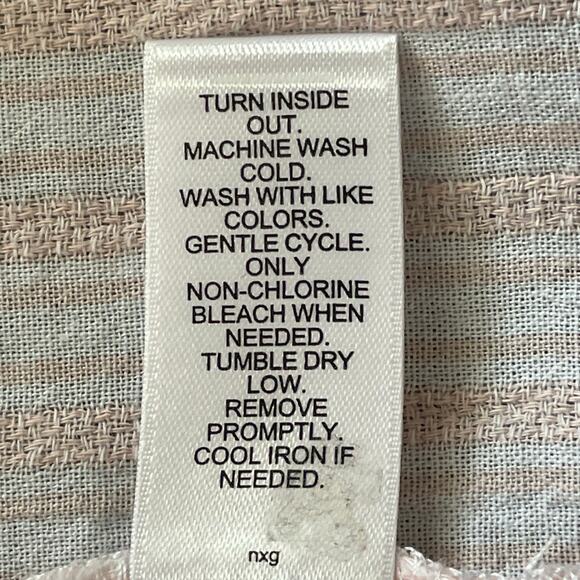 TURN INSIDE
OUT.
MACHINE WASH
COLD.
WASH WITH LIKE
COLORS.
GENTLE CYCLE.
ONLY
NON-CHLORINE
BLEACH WHEN
NEEDED.
TUMBLE DRY
LOW.
REMOVE
PROMPTLY.
COOL IRON IF
NEEDED.
nxg